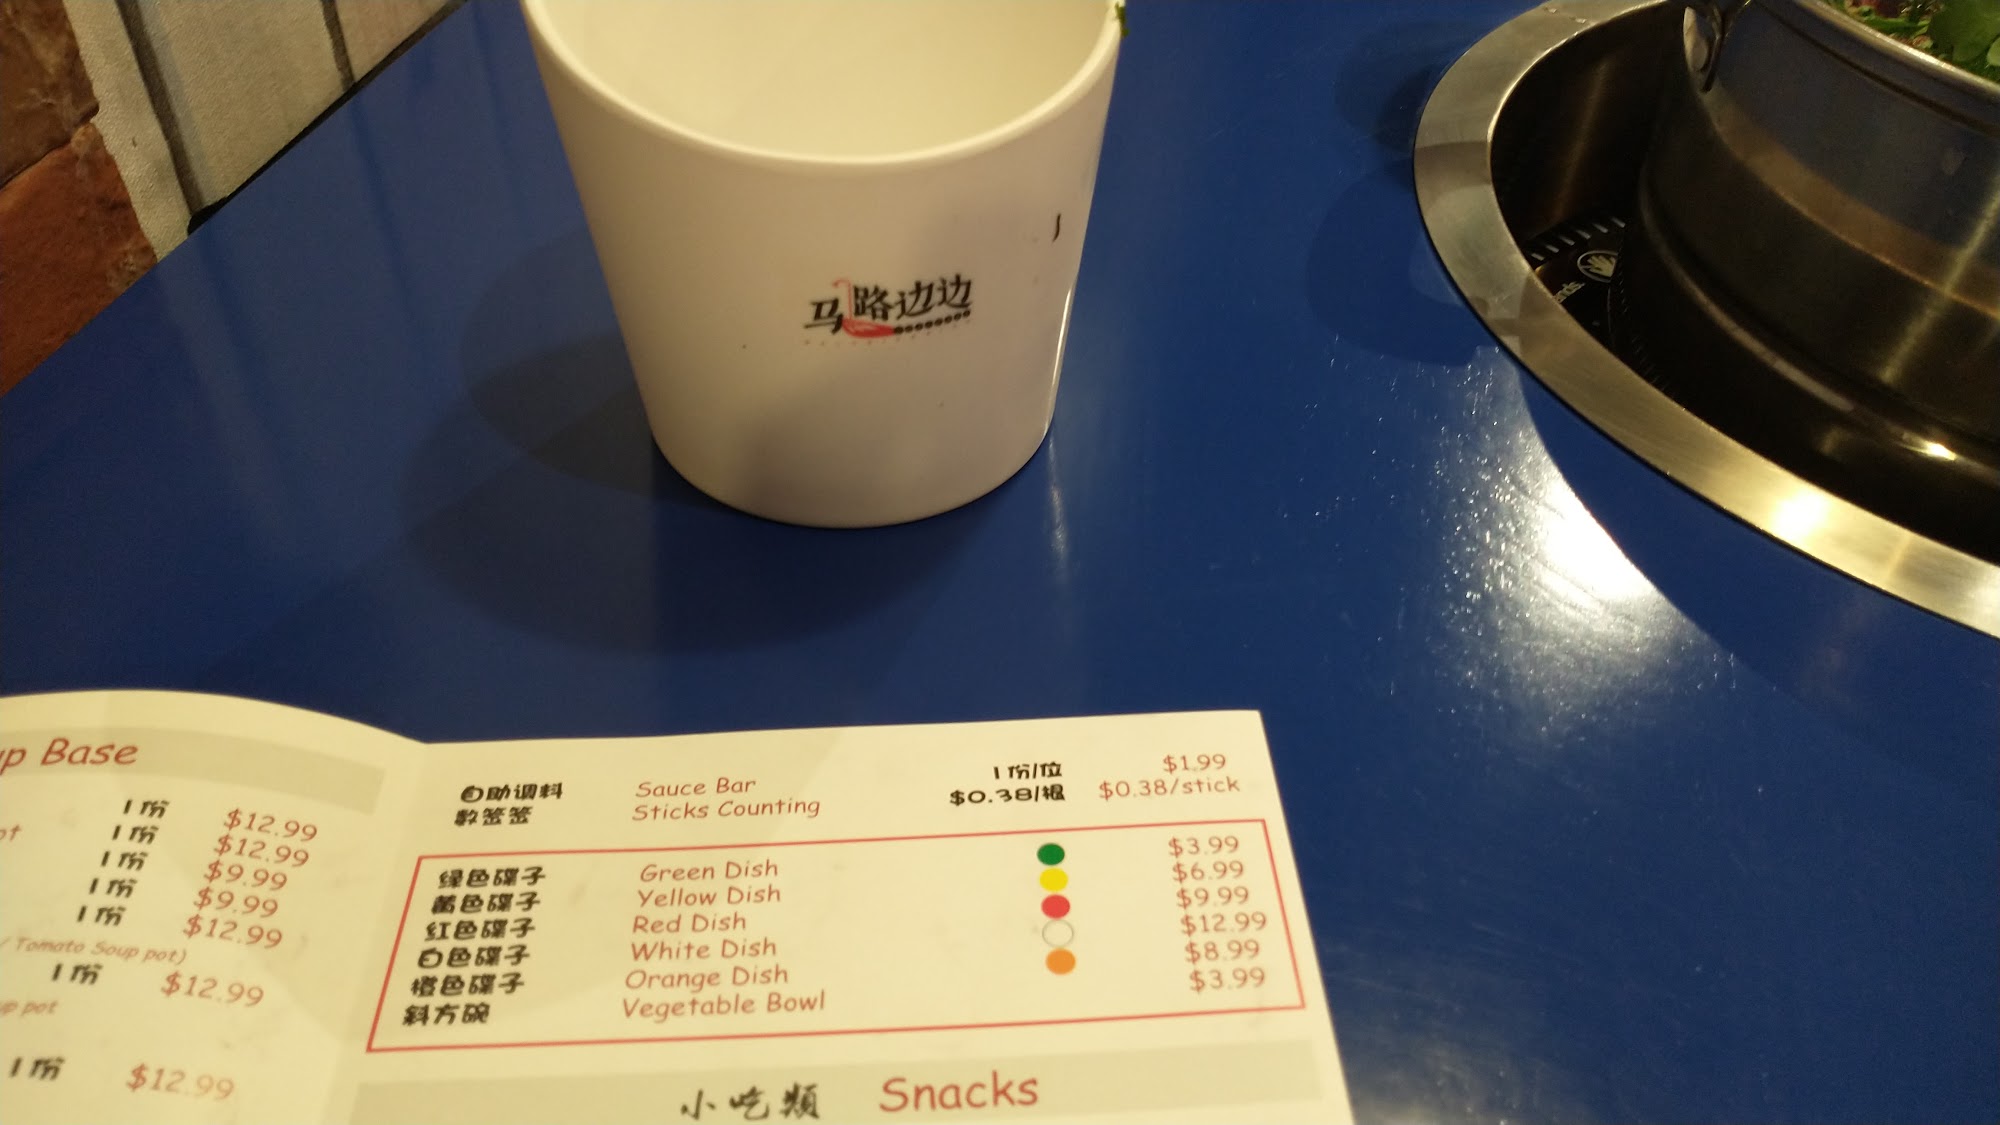 马路边边
ands.
up Base
1份 $12.99
ot 1份 $12.99
1份 $9.99
1份 $9.99
1份 $12.99
/ Tomato Soup pot)
1份 $12.99
up pot
1份 $12.99
自助调料 Sauce Bar 1份/位 $1.99
数签签 Sticks Counting $0.38/根 $0.38/stick
绿色碟子 Green Dish $3.99
黄色碟子 Yellow Dish $6.99
红色碟子 Red Dish $9.99
白色碟子 White Dish $12.99
橙色碟子 Orange Dish $8.99
斜方碗 Vegetable Bowl $3.99
小吃類 Snacks